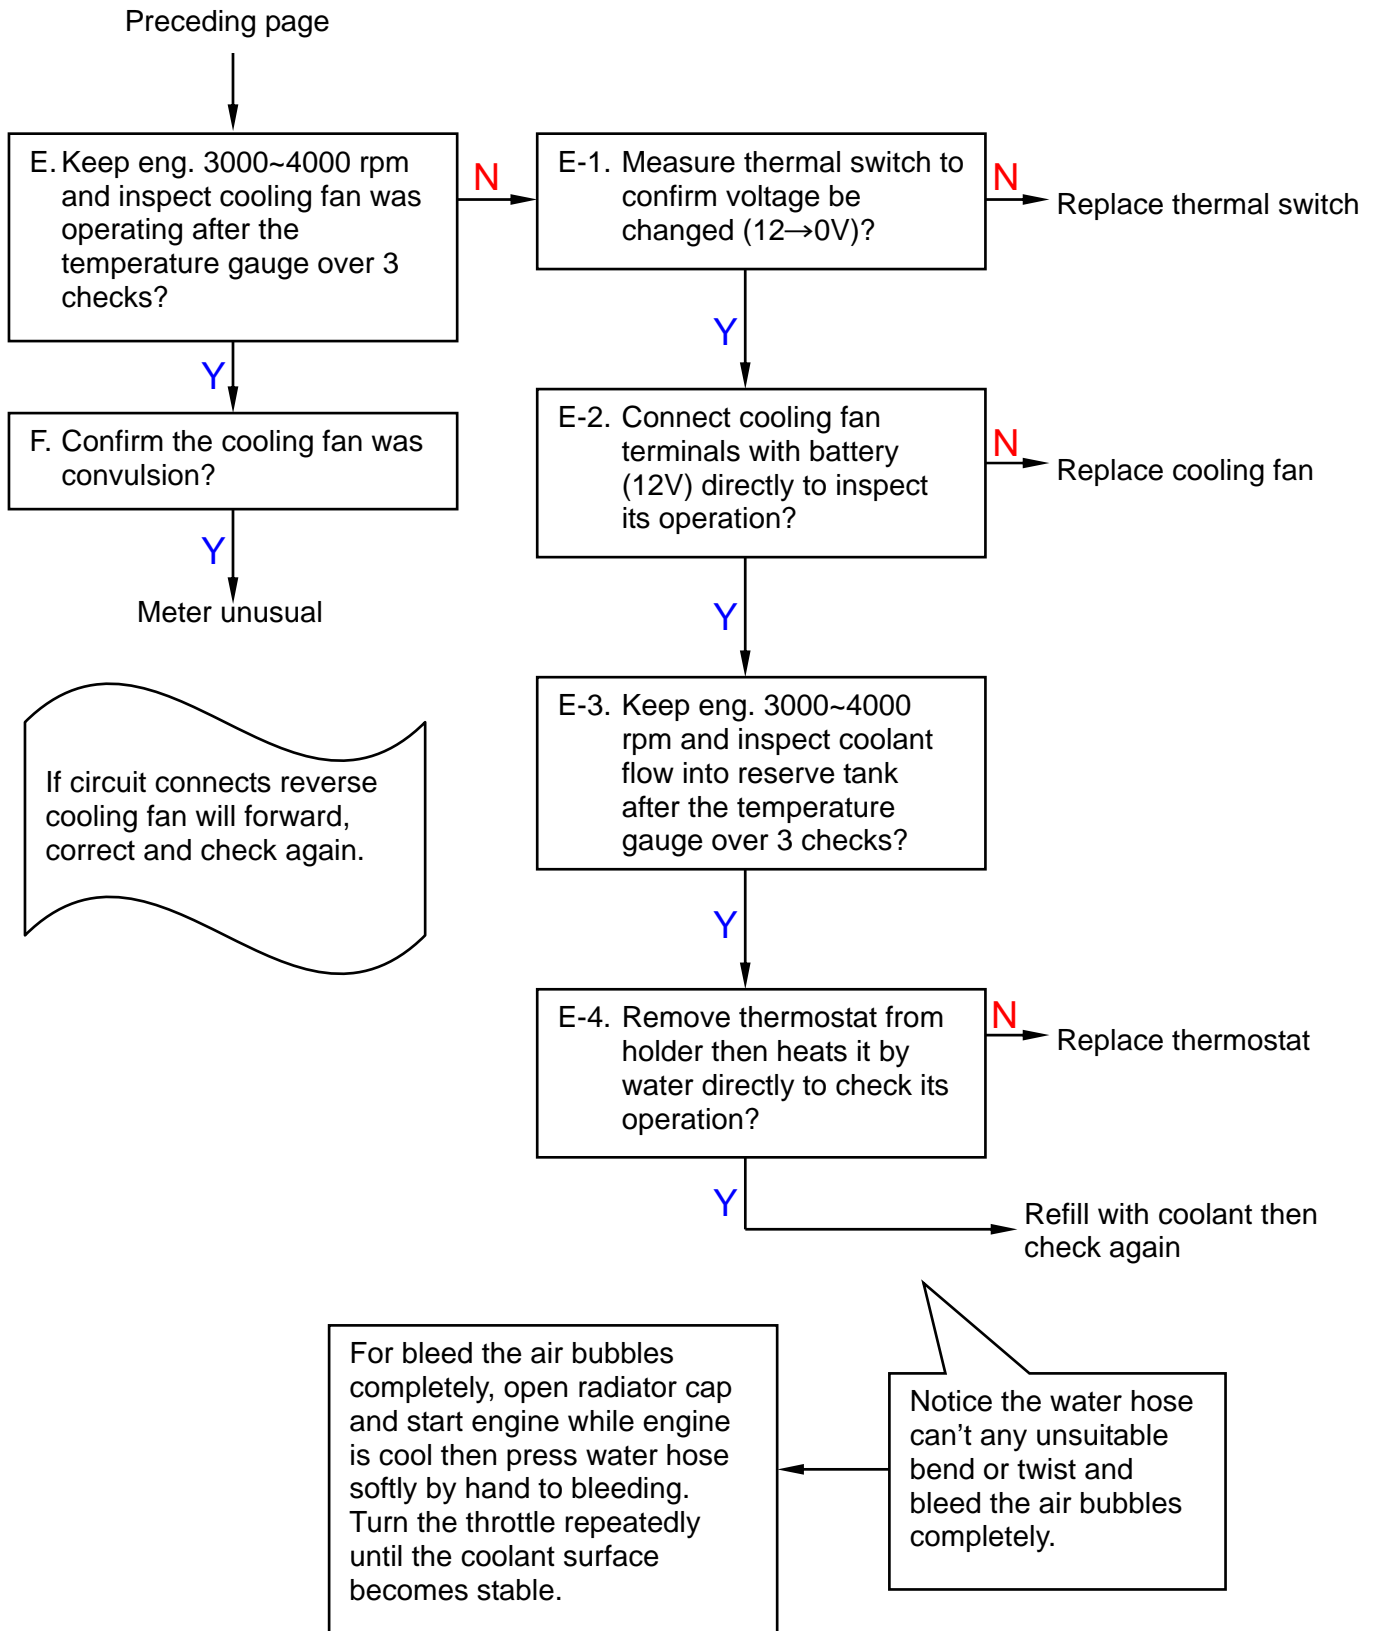 Preceding page
E. Keep eng. 3000~4000 rpm
and inspect cooling fan was
operating after the
temperature gauge over 3
checks?
N
E-1. Measure thermal switch to
confirm voltage be
changed (12→0V)?
N
Replace thermal switch
Y
Y
F. Confirm the cooling fan was
convulsion?
E-2. Connect cooling fan
terminals with battery
(12V) directly to inspect
its operation?
N
Replace cooling fan
Y
Meter unusual
Y
If circuit connects reverse
cooling fan will forward,
correct and check again.
E-3. Keep eng. 3000~4000
rpm and inspect coolant
flow into reserve tank
after the temperature
gauge over 3 checks?
Y
E-4. Remove thermostat from
holder then heats it by
water directly to check its
operation?
N
Replace thermostat
Y
Refill with coolant then
check again
For bleed the air bubbles
completely, open radiator cap
and start engine while engine
is cool then press water hose
softly by hand to bleeding.
Turn the throttle repeatedly
until the coolant surface
becomes stable.
Notice the water hose
can't any unsuitable
bend or twist and
bleed the air bubbles
completely.